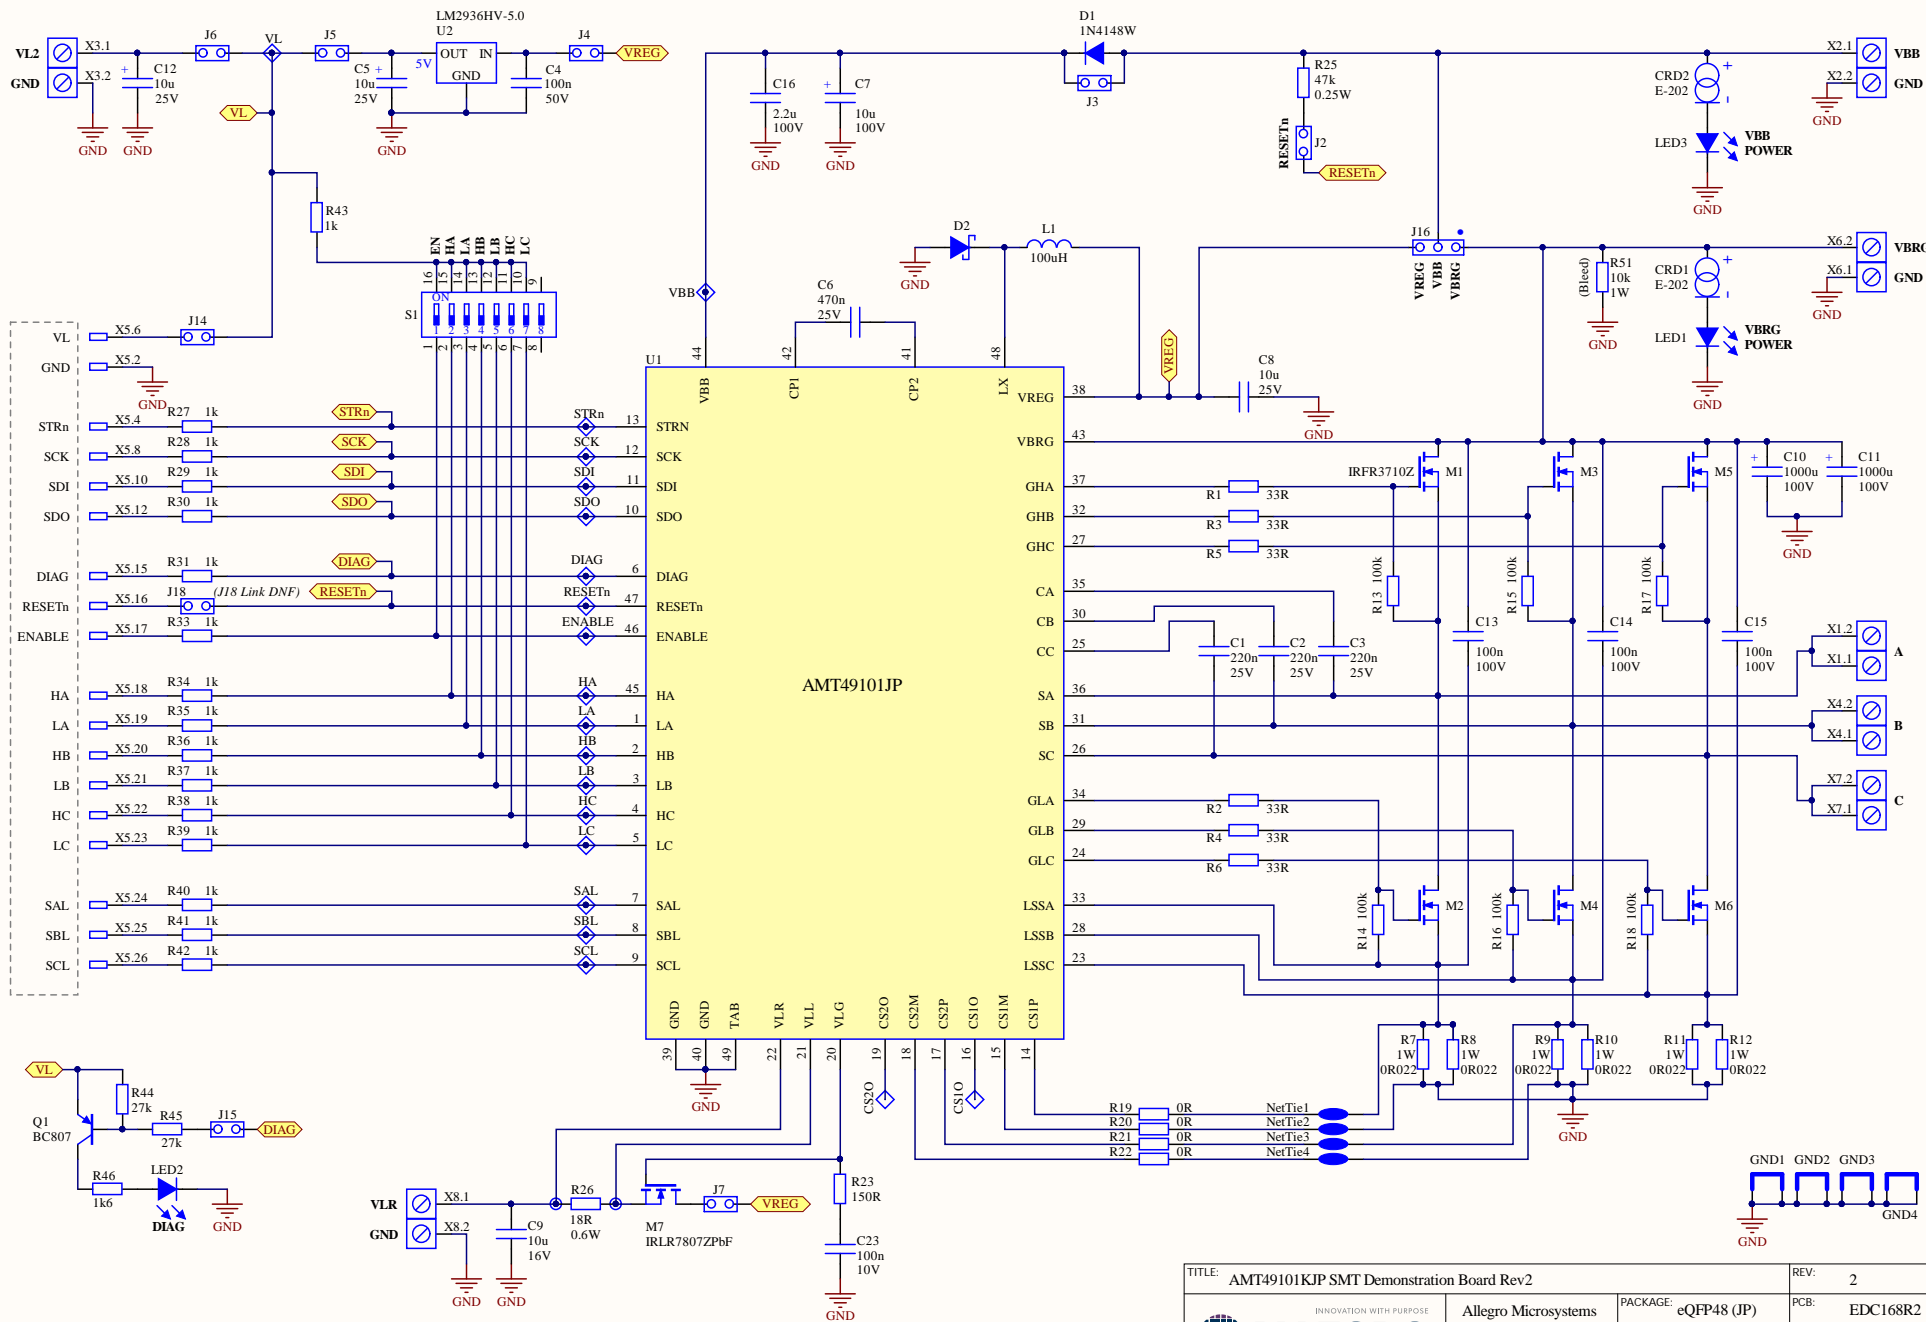 VL2
GND
X3.1
X3.2
+
C12
10u
25V
GND
GND
J6
VL
J5
VL
C5
10u
25V
+
GND
LM2936HV-5.0
U2
OUT
IN
5V
GND
C4
100n
50V
J4
VREG
R43
1k
EN
HA
LA
HB
LB
HC
LC
16
15
14
13
12
11
10
9
ON
S1
1 2 3 4 5 6 7 8
1
2
3
4
5
6
7
8
C16
2.2u
100V
GND
+
C7
10u
100V
GND
D1
1N4148W
J3
R25
47k
0.25W
RESETn
J2
RESETn
CRD2
E-202
+
-
LED3
VBB
POWER
GND
X2.1
VBB
X2.2
GND
GND
VBB
C6
470n
25V
D2
GND
L1
100uH
J16
VREG
VBB
VBRG
(Bleed)
R51
10k
1W
GND
CRD1
E-202
+
-
LED1
VBRG
POWER
GND
X6.2
VBRG
X6.1
GND
GND
VREG
C8
10u
25V
GND
VL
X5.6
J14
GND
X5.2
GND
STRn
X5.4
R27
1k
STRn
STRn
SCK
X5.8
R28
1k
SCK
SCK
SDI
X5.10
R29
1k
SDI
SDI
SDO
X5.12
R30
1k
SDO
SDO
DIAG
X5.15
R31
1k
DIAG
DIAG
RESETn
X5.16
J18
(J18 Link DNF)
RESETn
RESETn
ENABLE
X5.17
R33
1k
ENABLE
HA
X5.18
R34
1k
HA
LA
X5.19
R35
1k
LA
HB
X5.20
R36
1k
HB
LB
X5.21
R37
1k
LB
HC
X5.22
R38
1k
HC
LC
X5.23
R39
1k
LC
SAL
X5.24
R40
1k
SAL
SBL
X5.25
R41
1k
SBL
SCL
X5.26
R42
1k
SCL
U1
AMT49101JP
44
VBB
42
CP1
41
CP2
48
LX
13
STRN
12
SCK
11
SDI
10
SDO
6
DIAG
47
RESETn
46
ENABLE
45
HA
1
LA
2
HB
3
LB
4
HC
5
LC
7
SAL
8
SBL
9
SCL
VREG
38
VBRG
43
GHA
37
GHB
32
GHC
27
CA
35
CB
30
CC
25
SA
36
SB
31
SC
26
GLA
34
GLB
29
GLC
24
LSSA
33
LSSB
28
LSSC
23
GND
39
GND
40
TAB
49
VLR
22
VLL
21
VLG
20
CS2O
19
CS2M
18
CS2P
17
CS1O
16
CS1M
15
CS1P
14
GND
CS2O
CS1O
R1
33R
R3
33R
R5
33R
IRFR3710Z
M1
M3
M5
R13 100k
R15 100k
R17 100k
+
C10
1000u
100V
+
C11
1000u
100V
GND
C1
220n
25V
C2
220n
25V
C3
220n
25V
C13
100n
100V
C14
100n
100V
C15
100n
100V
X1.2
X1.1
A
X4.2
X4.1
B
X7.2
X7.1
C
R2
33R
R4
33R
R6
33R
M2
M4
M6
R14 100k
R16 100k
R18 100k
R7
1W
0R022
R8
1W
0R022
R9
1W
0R022
R10
1W
0R022
R11
1W
0R022
R12
1W
0R022
GND
R19
0R
NetTie1
R20
0R
NetTie2
R21
0R
NetTie3
R22
0R
NetTie4
VL
R44
27k
Q1
BC807
R45
27k
J15
DIAG
R46
1k6
LED2
DIAG
GND
VLR
X8.1
GND
X8.2
GND
C9
10u
16V
GND
R26
18R
0.6W
M7
IRLR7807ZPbF
J7
VREG
R23
150R
C23
100n
10V
GND
GND1
GND2
GND3
GND4
GND
TITLE:
AMT49101KJP SMT Demonstration Board Rev2
REV:
2
INNOVATION WITH PURPOSE
Allegro Microsystems
PACKAGE:
eQFP48 (JP)
PCB:
EDC168R2